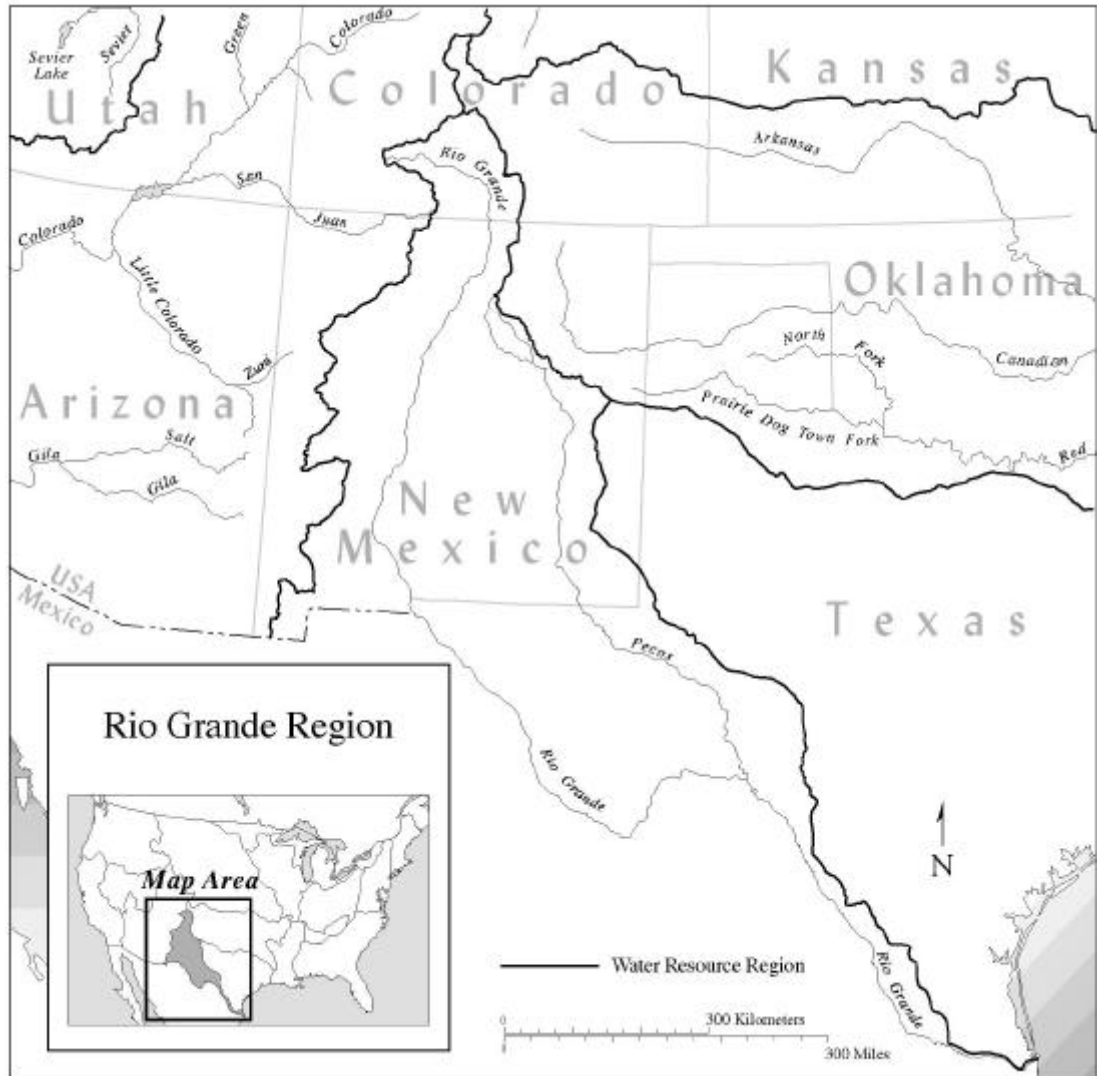 Sevier
Lake
Sevier
Green
Colorado
Utah
Colorado
Kansas
Arkansas
Rio Grande
San
Juan
Colorado
Little Colorado
Zuni
Oklahoma
North Fork
Canadian
Prairie Dog Town Fork
Red
Arizona
Salt
Gila
Gila
New
Mexico
USA
Mexico
Texas
Pecos
Rio Grande
Rio Grande Region
Map Area
N
Water Resource Region
Rio Grande
0
300 Kilometers
300 Miles